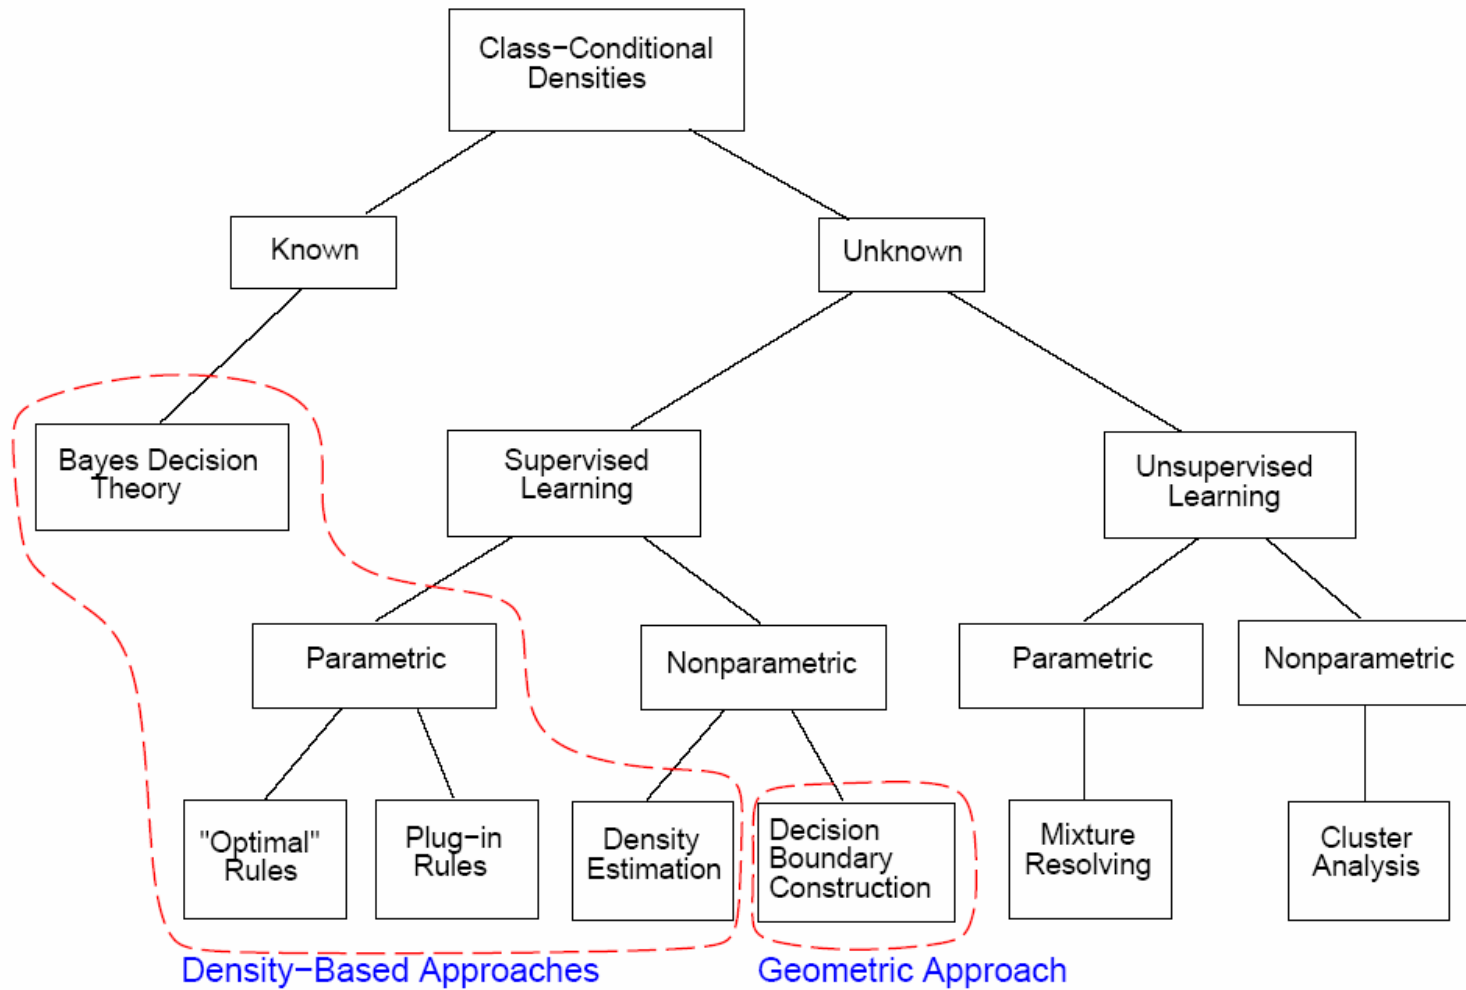 Class−Conditional
Densities
Known
Unknown
Bayes Decision
Theory
Supervised
Learning
Unsupervised
Learning
Parametric
Nonparametric
Parametric
Nonparametric
"Optimal"
Rules
Plug−in
Rules
Density
Estimation
Decision
Boundary
Construction
Mixture
Resolving
Cluster
Analysis
Density−Based Approaches
Geometric Approach